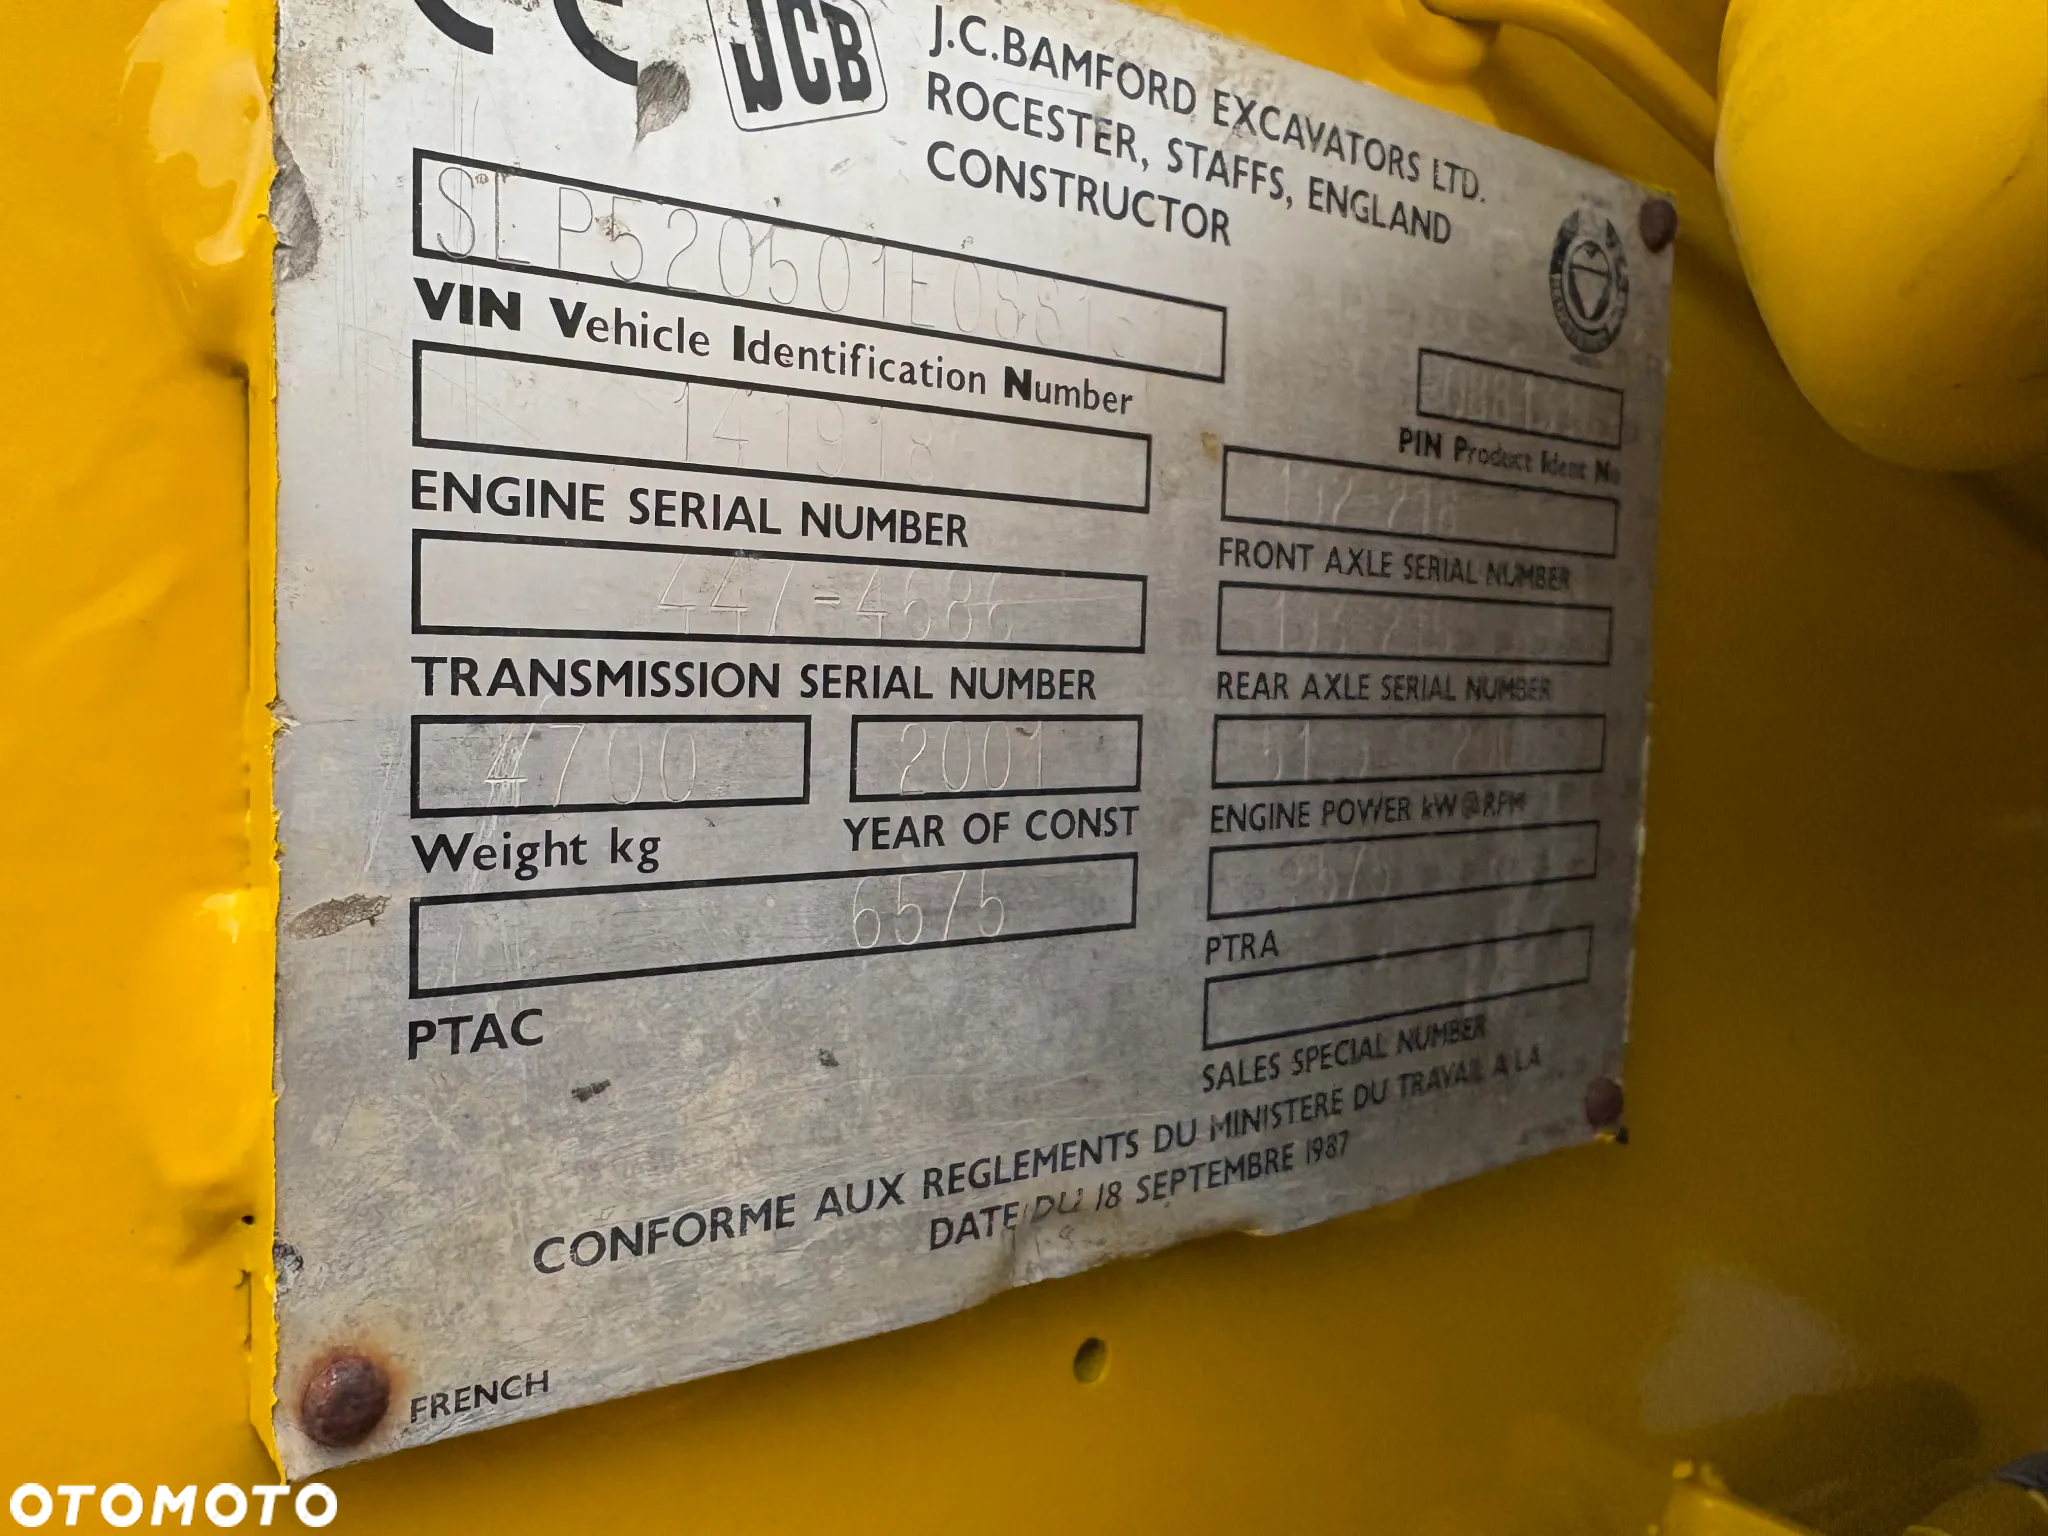 CE JCB
J.C.BAMFORD EXCAVATORS LTD.
ROCESTER, STAFFS, ENGLAND
CONSTRUCTOR
VIN Vehicle Identification Number
141918
ENGINE SERIAL NUMBER
447-4686
TRANSMISSION SERIAL NUMBER
4700
2001
Weight kg
YEAR OF CONST
6575
PTAC
PIN Product Ident No
FRONT AXLE SERIAL NUMBER
REAR AXLE SERIAL NUMBER
ENGINE POWER kW@RPM
PTRA
SALES SPECIAL NUMBER
CONFORME AUX REGLEMENTS DU MINISTERE DU TRAVAIL A LA
DATE DU 18 SEPTEMBRE 1987
FRENCH
OTOMOTO